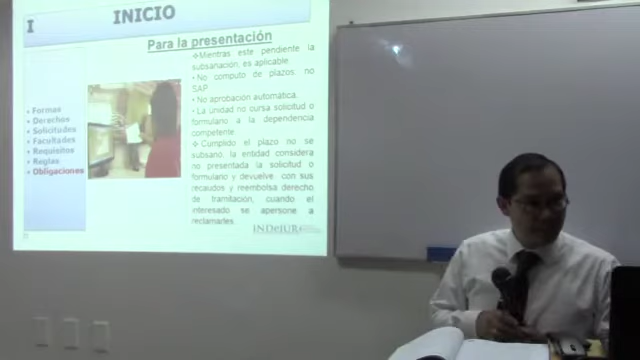 I
INICIO
Para la presentación
❖Mientras este pendiente la
subsanación, es aplicable.
• No computo de plazos, no
SAP.
• No aprobación automática.
• La unidad no cursa solicitud o
formulario a la dependencia
competente.
❖Cumplido el plazo no se
subsano, la entidad considera
no presentada la solicitud o
formulario y devuelve con sus
recaudos y reembolsa derecho
de tramitación, cuando el
interesado se apersone a
reclamarles.
• Formas
• Derechos
• Solicitudes
• Facultades
• Requisitos
• Reglas
• Obligaciones
INDEJUR